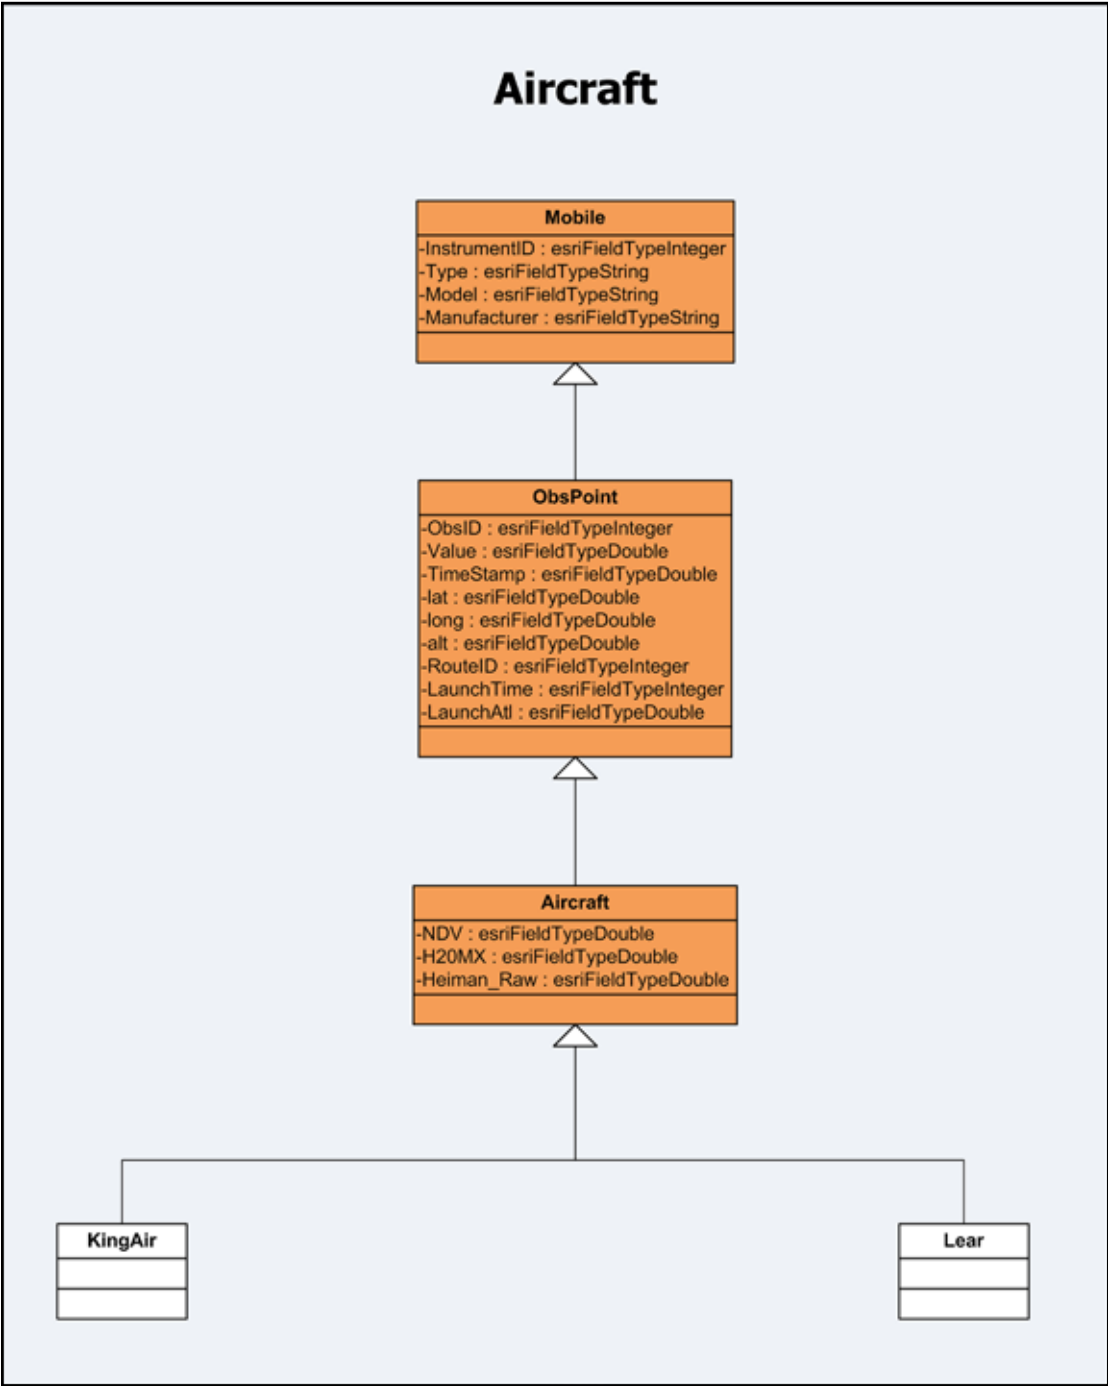 Aircraft
Mobile
-InstrumentID : esriFieldTypeInteger
-Type : esriFieldTypeString
-Model : esriFieldTypeString
-Manufacturer : esriFieldTypeString
ObsPoint
-ObsID : esriFieldTypeInteger
-Value : esriFieldTypeDouble
-TimeStamp : esriFieldTypeDouble
-lat : esriFieldTypeDouble
-long : esriFieldTypeDouble
-alt : esriFieldTypeDouble
-RouteID : esriFieldTypeInteger
-LaunchTime : esriFieldTypeInteger
-LaunchAtl : esriFieldTypeDouble
Aircraft
-NDV : esriFieldTypeDouble
-H20MX : esriFieldTypeDouble
-Heiman_Raw : esriFieldTypeDouble
KingAir
Lear